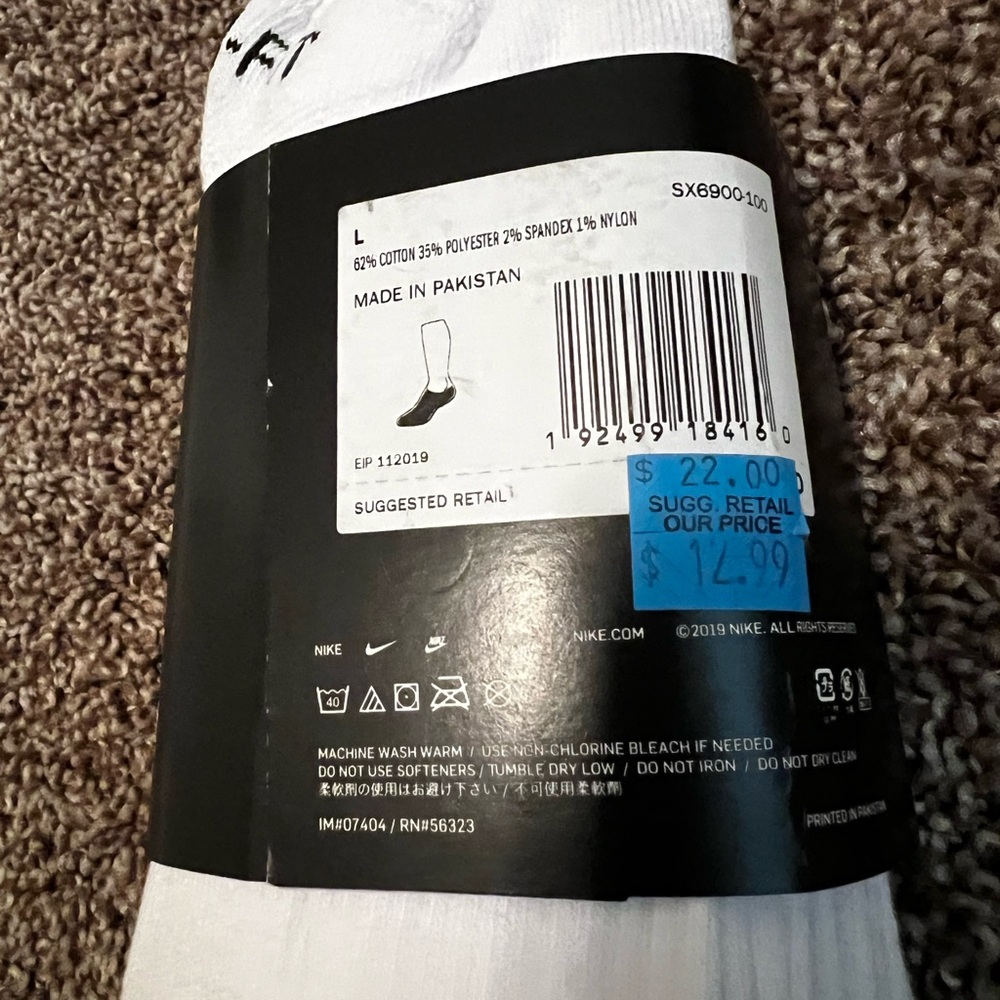 SX6900-100
L
62% COTTON 35% POLYESTER 2% SPANDEX 1% NYLON
MADE IN PAKISTAN
1 92499 18416 0
EIP 112019
SUGGESTED RETAIL
$ 22.00
SUGG. RETAIL
OUR PRICE
$ 12.99
NIKE
NIKE.COM ©2019 NIKE. ALL RIGHTS RESERVED
40
MACHINE WASH WARM / USE NON-CHLORINE BLEACH IF NEEDED
DO NOT USE SOFTENERS / TUMBLE DRY LOW / DO NOT IRON / DO NOT DRY CLEAN
柔軟剤の使用はお避け下さい / 不可使用柔軟劑
IM#07404 / RN#56323
PRINTED IN PAKISTAN